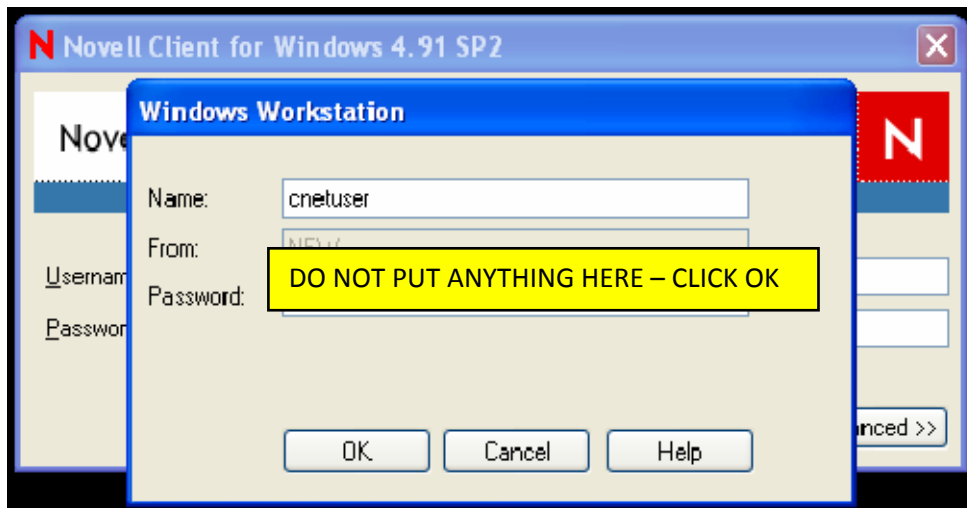 N Novell Client for Windows 4.91 SP2
Windows Workstation
Nove
N
Name: cnetuser
From:
Usernam
DO NOT PUT ANYTHING HERE – CLICK OK
Password:
Passwor
anced >>
OK Cancel Help